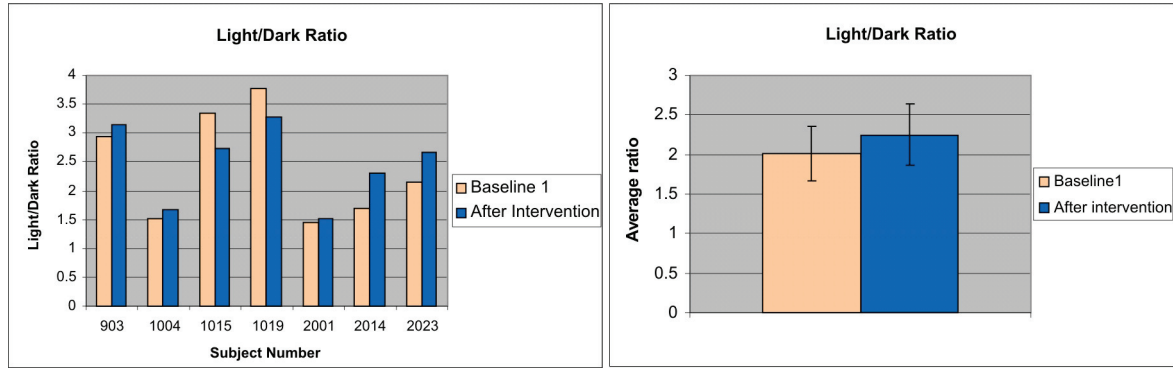 Light/Dark Ratio
Light/Dark Ratio
4
3.5
3
2.5
2
1.5
1
0.5
0
903 1004 1015 1019 2001 2014 2023
Subject Number
Baseline 1
After Intervention
Light/Dark Ratio
Average ratio
3
2.5
2
1.5
1
0.5
0
Baseline1
After intervention